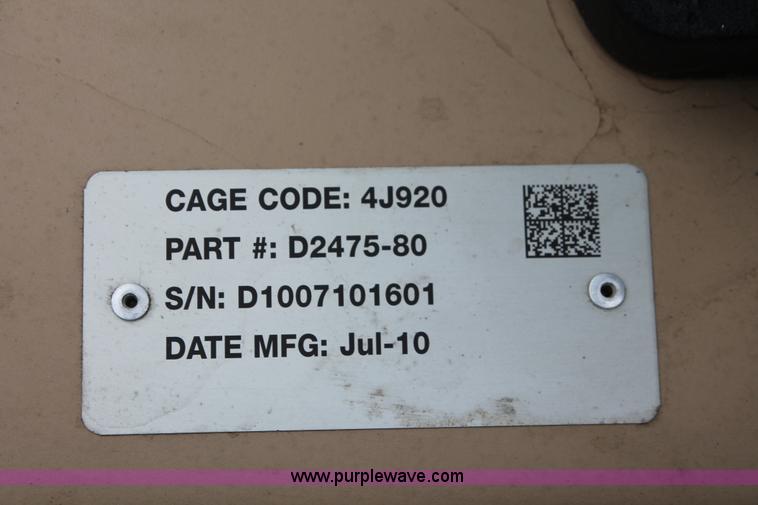 CAGE CODE: 4J920
PART #: D2475-80
S/N: D1007101601
DATE MFG: Jul-10
www.purplewave.com